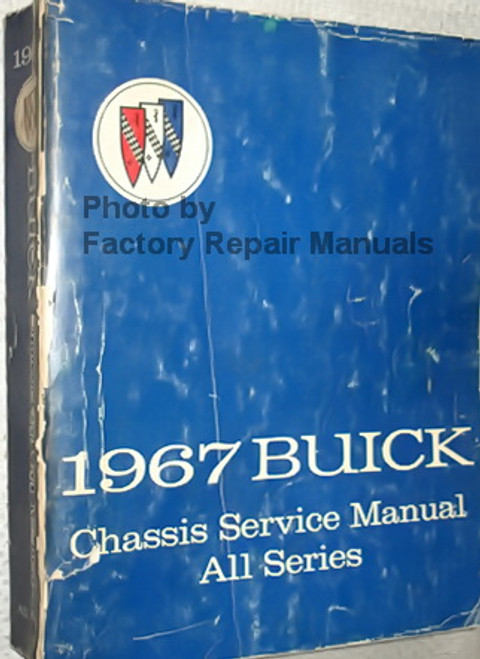 Photo by
Factory Repair Manuals
1967 BUICK
Chassis Service Manual
All Series